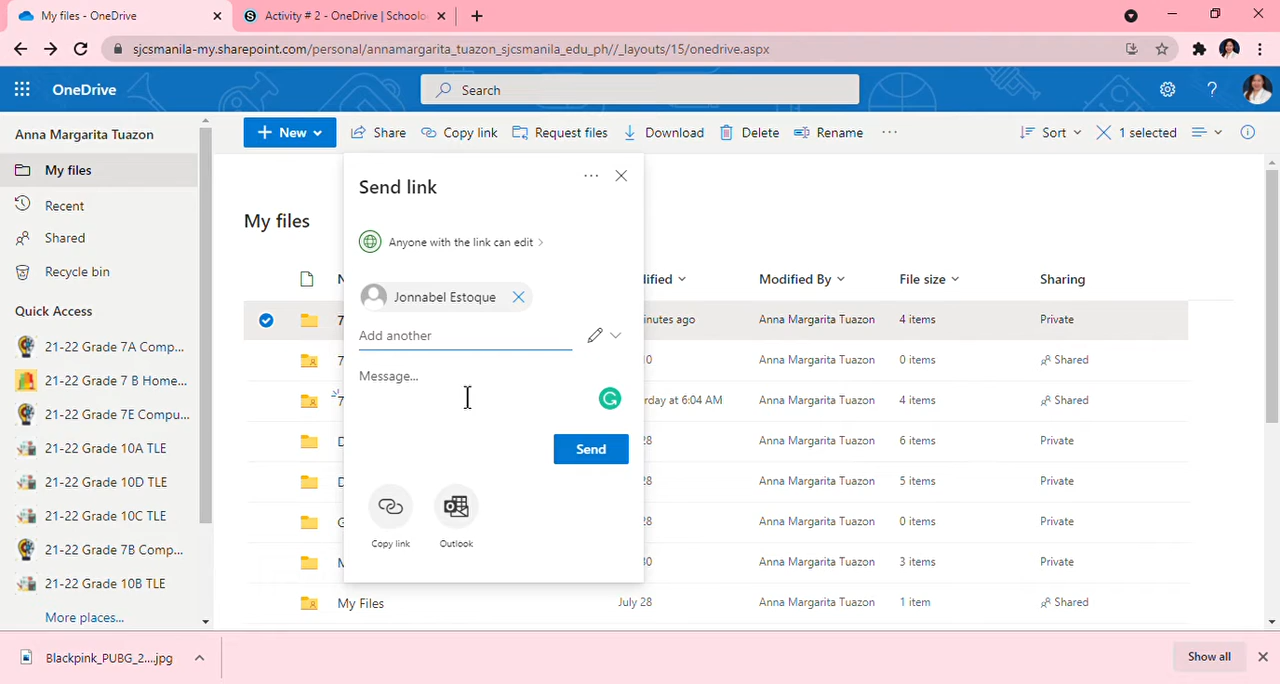 My files - OneDrive
Activity # 2 - OneDrive | Schoolo
sjcsmanila-my.sharepoint.com/personal/annamargarita_tuazon_sjcsmanila_edu_ph//_layouts/15/onedrive.aspx
OneDrive
Search
Anna Margarita Tuazon
New
Share
Copy link
Request files
Download
Delete
Rename
Sort
1 selected
My files
Recent
Shared
Recycle bin
Quick Access
21-22 Grade 7A Comp...
21-22 Grade 7 B Home...
21-22 Grade 7E Compu...
21-22 Grade 10A TLE
21-22 Grade 10D TLE
21-22 Grade 10C TLE
21-22 Grade 7B Comp...
21-22 Grade 10B TLE
More places...
My files
Send link
Anyone with the link can edit
Jonnabel Estoque
Add another
Message...
Send
Copy link
Outlook
Modified By File size Sharing
inutes ago Anna Margarita Tuazon 4 items Private
Anna Margarita Tuazon 0 items Shared
rday at 6:04 AM Anna Margarita Tuazon 4 items Shared
Anna Margarita Tuazon 6 items Private
Anna Margarita Tuazon 5 items Private
Anna Margarita Tuazon 0 items Private
Anna Margarita Tuazon 3 items Private
My Files July 28 Anna Margarita Tuazon 1 item Shared
Blackpink_PUBG_2....jpg
Show all